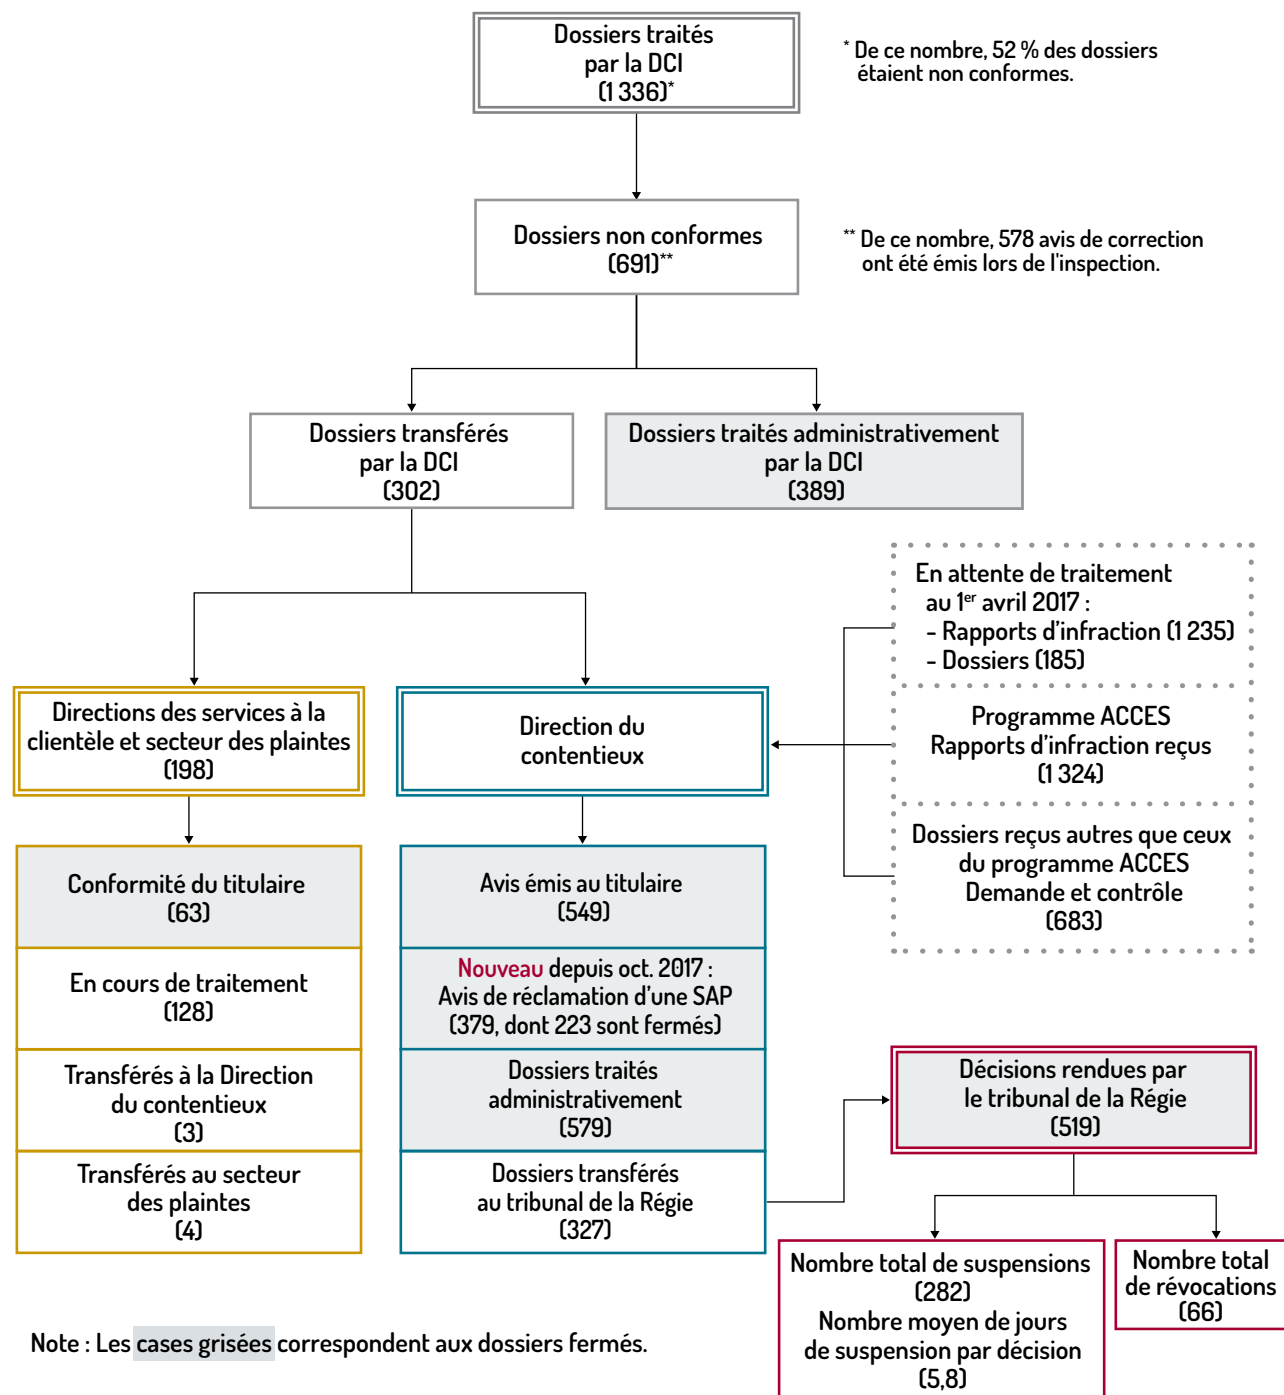 Dossiers traités
par la DCI
(1 336)*
* De ce nombre, 52 % des dossiers
étaient non conformes.
Dossiers non conformes
(691)**
** De ce nombre, 578 avis de correction
ont été émis lors de l'inspection.
Dossiers transférés
par la DCI
(302)
Dossiers traités administrativement
par la DCI
(389)
En attente de traitement
au 1er avril 2017 :
- Rapports d'infraction (1 235)
- Dossiers (185)
Programme ACCES
Rapports d'infraction reçus
(1 324)
Dossiers reçus autres que ceux
du programme ACCES
Demande et contrôle
(683)
Directions des services à la
clientèle et secteur des plaintes
(198)
Direction du
contentieux
Conformité du titulaire
(63)
En cours de traitement
(128)
Transférés à la Direction
du contentieux
(3)
Transférés au secteur
des plaintes
(4)
Avis émis au titulaire
(549)
Nouveau depuis oct. 2017 :
Avis de réclamation d'une SAP
(379, dont 223 sont fermés)
Dossiers traités
administrativement
(579)
Dossiers transférés
au tribunal de la Régie
(327)
Décisions rendues par
le tribunal de la Régie
(519)
Nombre total de suspensions
(282)
Nombre moyen de jours
de suspension par décision
(5,8)
Nombre total
de révocations
(66)
Note : Les cases grisées correspondent aux dossiers fermés.